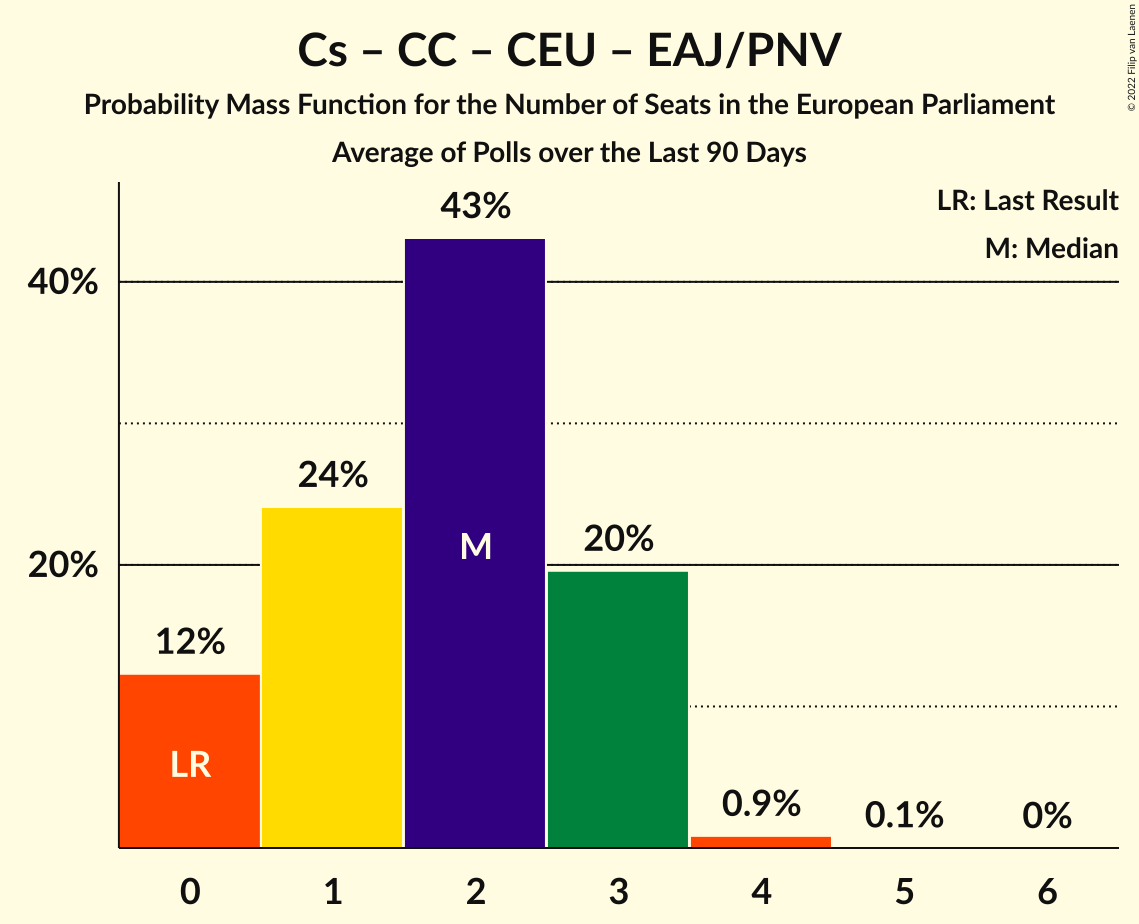 Cs – CC – CEU – EAJ/PNV
Probability Mass Function for the Number of Seats in the European Parliament
Average of Polls over the Last 90 Days
© 2022 Filip van Laenen
LR: Last Result
M: Median
43%
40%
24%
20%
M
20%
12%
LR
0.9%
0.1%
0%
0 1 2 3 4 5 6